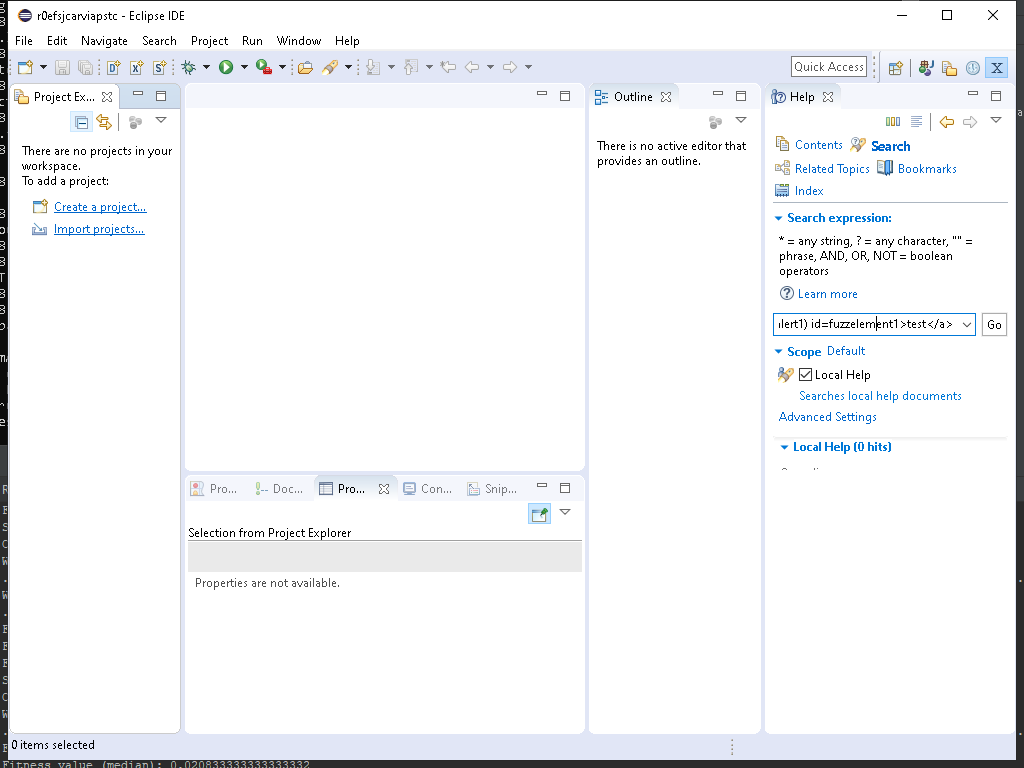 r0efsjcarviapstc - Eclipse IDE
File Edit Navigate Search Project Run Window Help
Quick Access
Project Ex...
Outline
Help
There are no projects in your
workspace.
To add a project:
Create a project...
Import projects...
There is no active editor that
provides an outline.
Contents Search
Related Topics Bookmarks
Index
Search expression:
* = any string, ? = any character, "" =
phrase, AND, OR, NOT = boolean
operators
Learn more
lert1) id=fuzzelement1>test</a> Go
Scope Default
Local Help
Searches local help documents
Advanced Settings
Local Help (0 hits)
Pro... Doc... Pro... Con... Snip...
Selection from Project Explorer
Properties are not available.
0 items selected
Fitness value (median): 0.020833333333333332